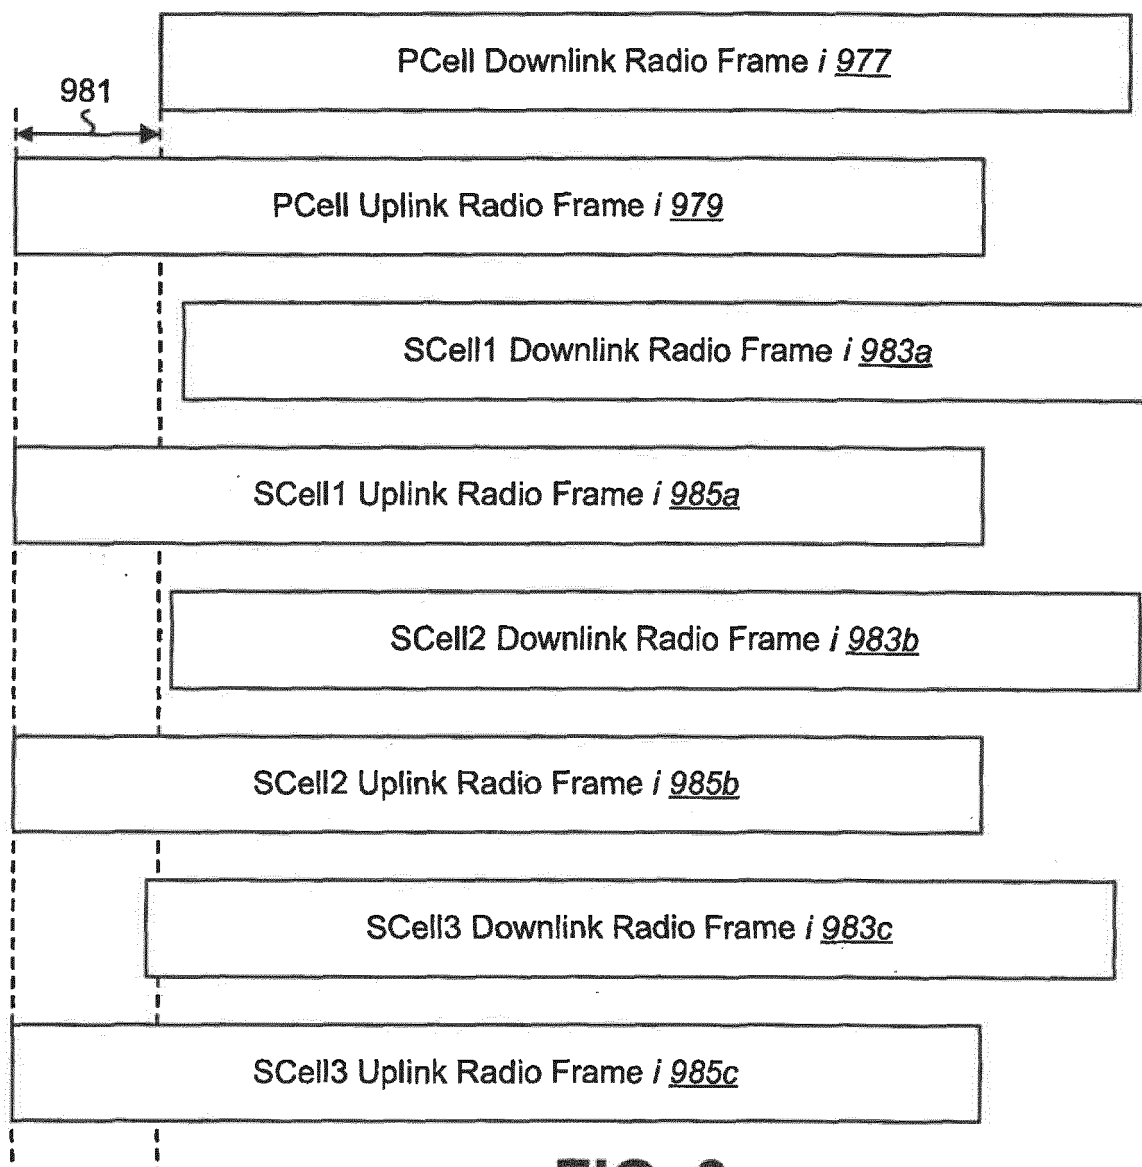 PCell Downlink Radio Frame i 977
981
PCell Uplink Radio Frame i 979
SCell1 Downlink Radio Frame i 983a
SCell1 Uplink Radio Frame i 985a
SCell2 Downlink Radio Frame i 983b
SCell2 Uplink Radio Frame i 985b
SCell3 Downlink Radio Frame i 983c
SCell3 Uplink Radio Frame i 985c